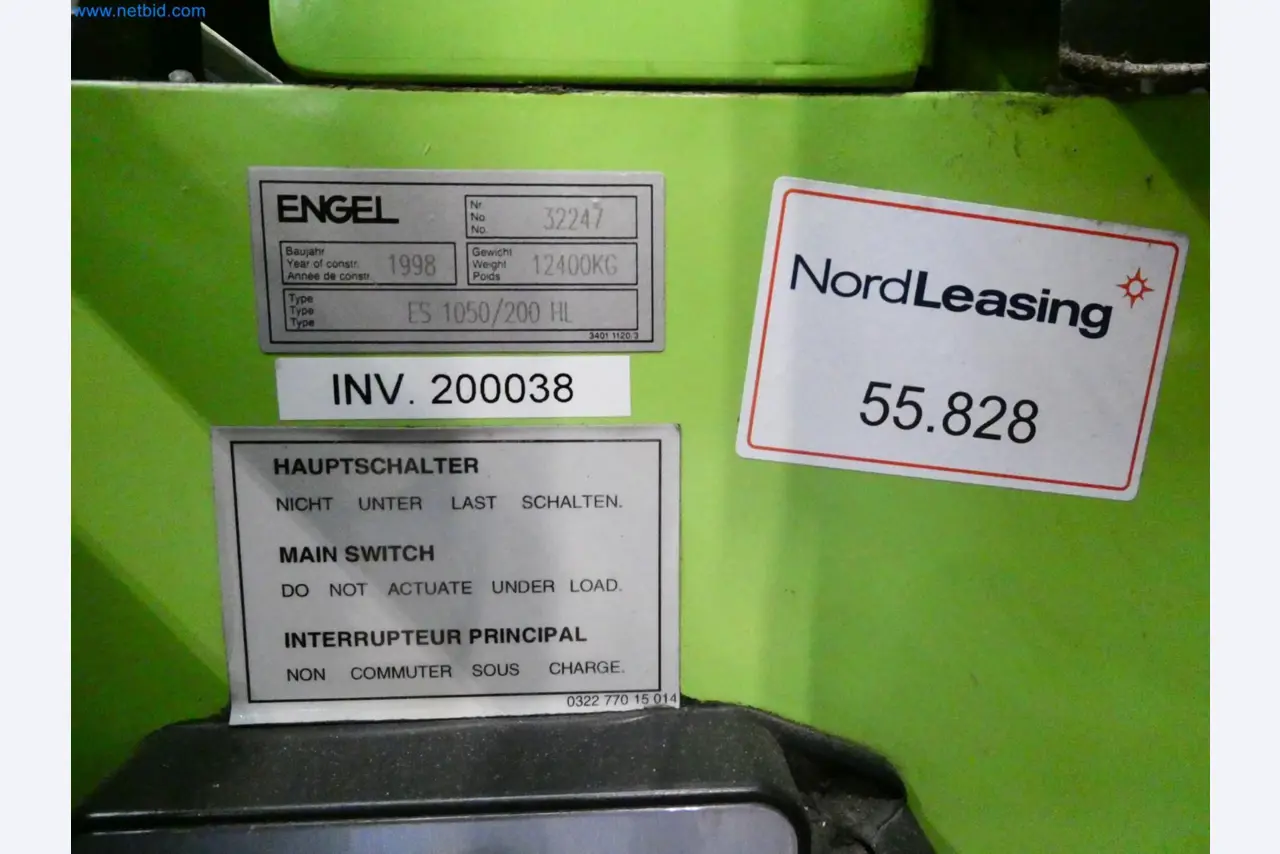 www.netbid.com
ENGEL
Nr.
No
No.
32247
Baujahr
Year of constr.
Année de constr.
1998
Gewicht
Weight
Poids
12400KG
Type
Type
Type
ES 1050/200 HL
3401 1120.3
INV. 200038
HAUPTSCHALTER
NICHT UNTER LAST SCHALTEN.
MAIN SWITCH
DO NOT ACTUATE UNDER LOAD.
INTERRUPTEUR PRINCIPAL
NON COMMUTER SOUS CHARGE.
0322 770 15 014
NordLeasing
55.828